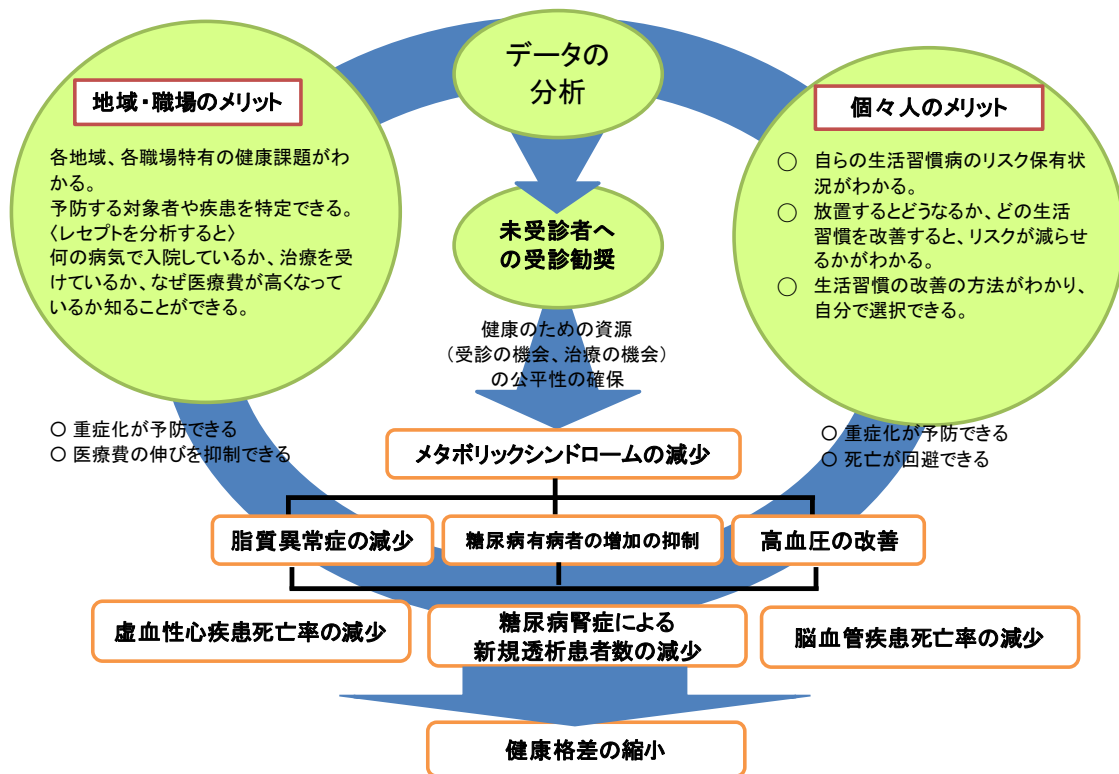 データの
分析
地域・職場のメリット
各地域、各職場特有の健康課題がわ
かる。
予防する対象者や疾患を特定できる。
〈レセプトを分析すると〉
何の病気で入院しているか、治療を受
けているか、なぜ医療費が高くなって
いるか知ることができる。
個々人のメリット
○ 自らの生活習慣病のリスク保有状
況がわかる。
○ 放置するとどうなるか、どの生活
習慣を改善すると、リスクが減らせ
るかがわかる。
○ 生活習慣の改善の方法がわかり、
自分で選択できる。
未受診者へ
の受診勧奨
健康のための資源
(受診の機会、治療の機会)
の公平性の確保
○ 重症化が予防できる
○ 医療費の伸びを抑制できる
○ 重症化が予防できる
○ 死亡が回避できる
メタボリックシンドロームの減少
脂質異常症の減少
糖尿病有病者の増加の抑制
高血圧の改善
虚血性心疾患死亡率の減少
糖尿病腎症による
新規透析患者数の減少
脳血管疾患死亡率の減少
健康格差の縮小